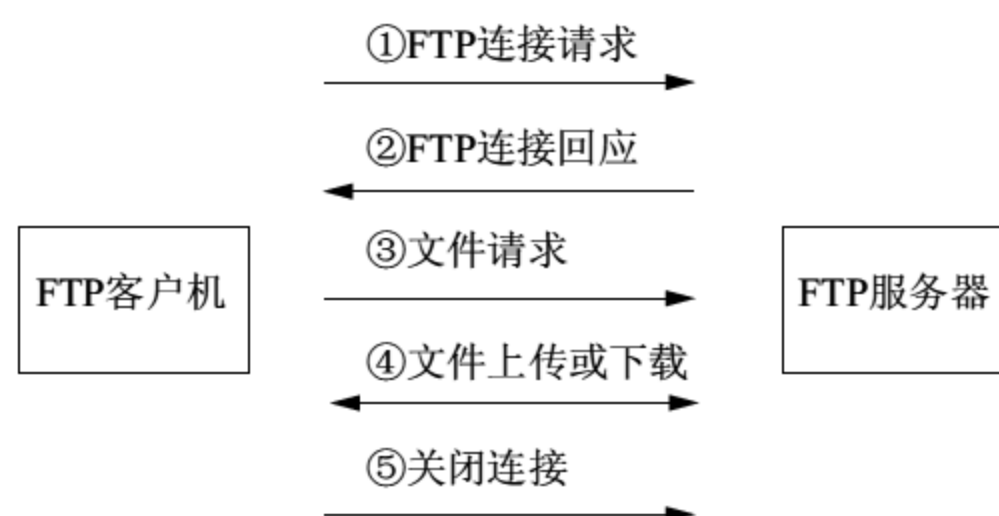 ①FTP连接请求
②FTP连接回应
③文件请求
FTP客户机
FTP服务器
④文件上传或下载
⑤关闭连接